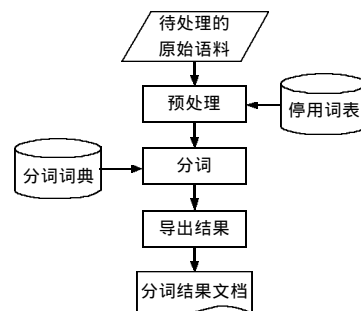 待处理的
原始语料
预处理
停用词表
分词词典
分词
导出结果
分词结果文档